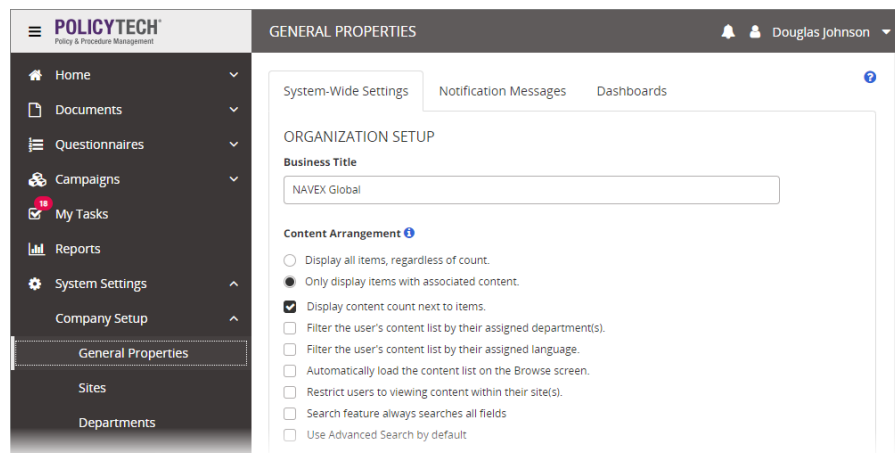 POLICYTECH®
Policy & Procedure Management
GENERAL PROPERTIES
Douglas Johnson
Home
Documents
Questionnaires
Campaigns
18
My Tasks
Reports
System Settings
Company Setup
General Properties
Sites
Departments
System-Wide Settings
Notification Messages
Dashboards
?
ORGANIZATION SETUP
Business Title
NAVEX Global
Content Arrangement
Display all items, regardless of count.
Only display items with associated content.
Display content count next to items.
Filter the user's content list by their assigned department(s).
Filter the user's content list by their assigned language.
Automatically load the content list on the Browse screen.
Restrict users to viewing content within their site(s).
Search feature always searches all fields
Use Advanced Search by default